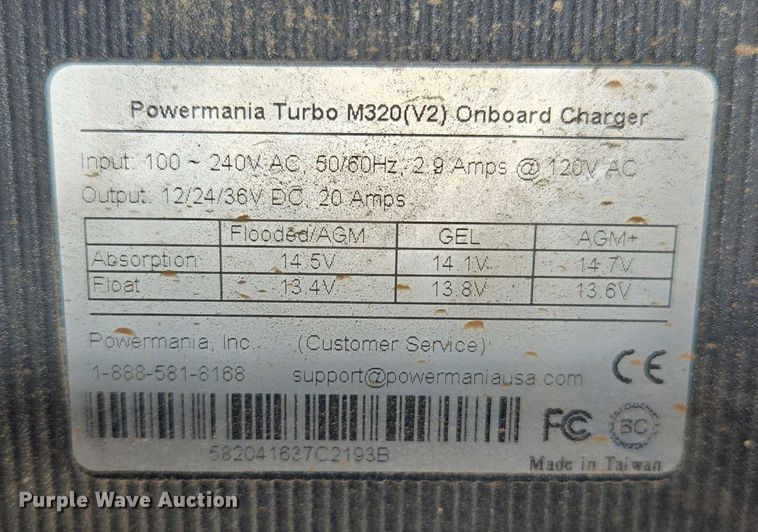 Powermania Turbo M320(V2) Onboard Charger
Input: 100 ~ 240V AC, 50/60Hz, 2.9 Amps @ 120V AC
Output: 12/24/36V DC, 20 Amps
Flooded/AGM GEL AGM+
Absorption 14.5V 14.1V 14.7V
Float 13.4V 13.8V 13.6V
Powermania, Inc. (Customer Service)
1-888-581-8168 support@powermaniausa.com
CE
FC BC
582041637C2193B
Made in Taiwan
Purple Wave Auction